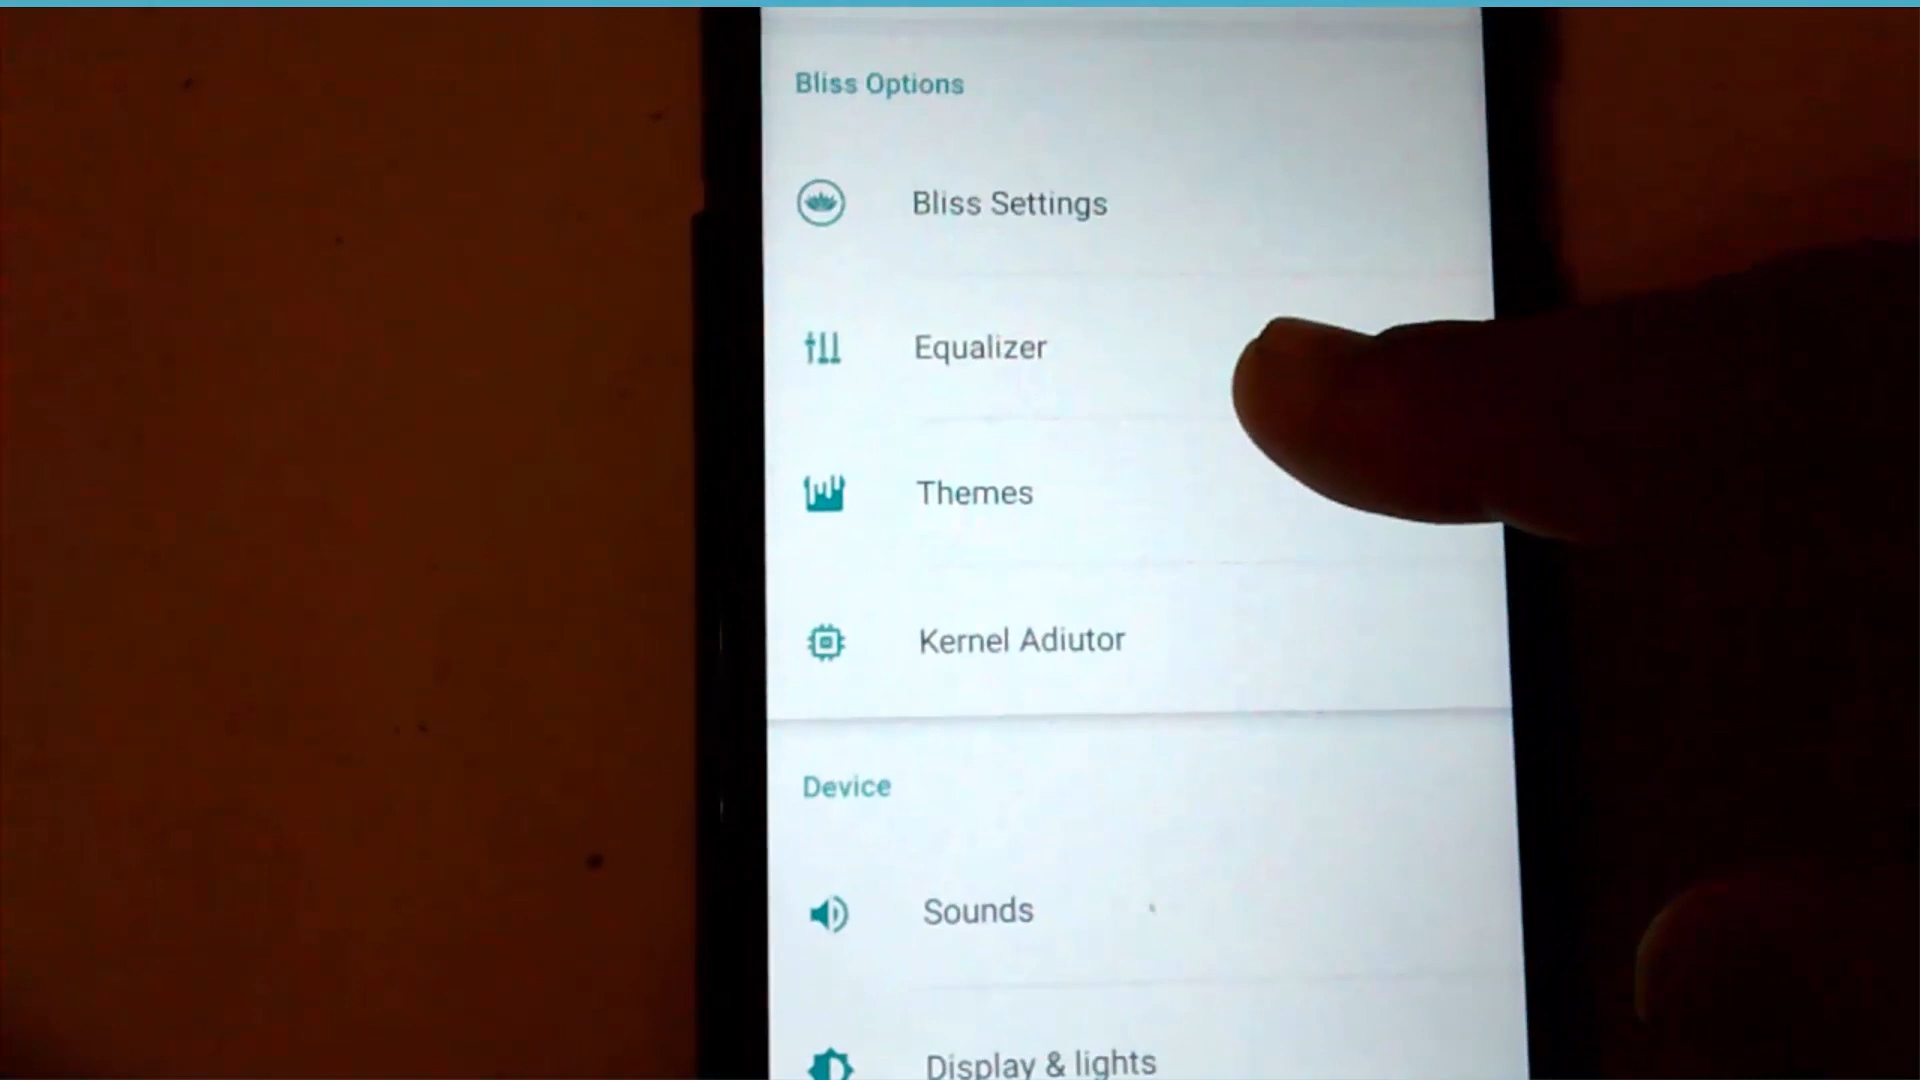 Bliss Options
Bliss Settings
Equalizer
Themes
Kernel Adiutor
Device
Sounds
Display & lights